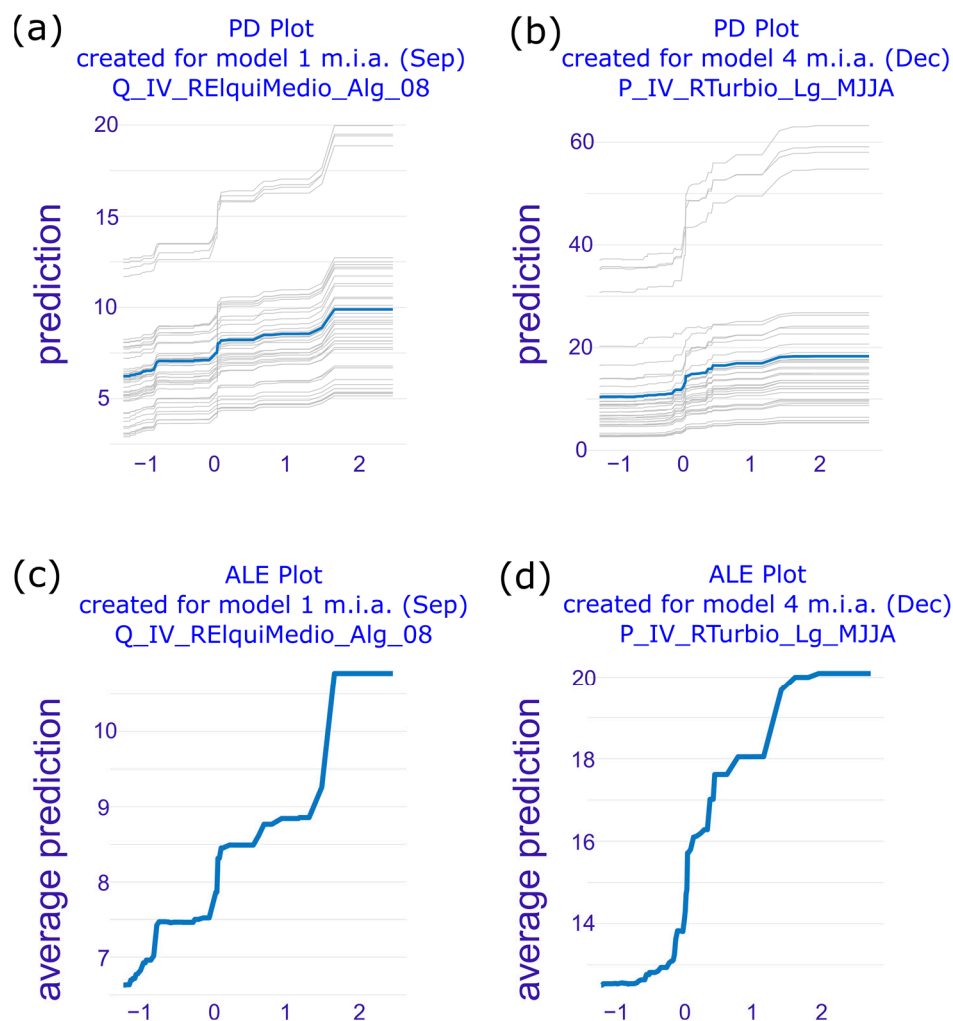 (a)
PD Plot
created for model 1 m.i.a. (Sep)
Q_IV_RElquiMedio_Alg_08
prediction
20
15
10
5
−1 0 1 2
(b)
PD Plot
created for model 4 m.i.a. (Dec)
P_IV_RTurbio_Lg_MJJA
prediction
60
40
20
0
−1 0 1 2
(c)
ALE Plot
created for model 1 m.i.a. (Sep)
Q_IV_RElquiMedio_Alg_08
average prediction
10
9
8
7
−1 0 1 2
(d)
ALE Plot
created for model 4 m.i.a. (Dec)
P_IV_RTurbio_Lg_MJJA
average prediction
20
18
16
14
−1 0 1 2